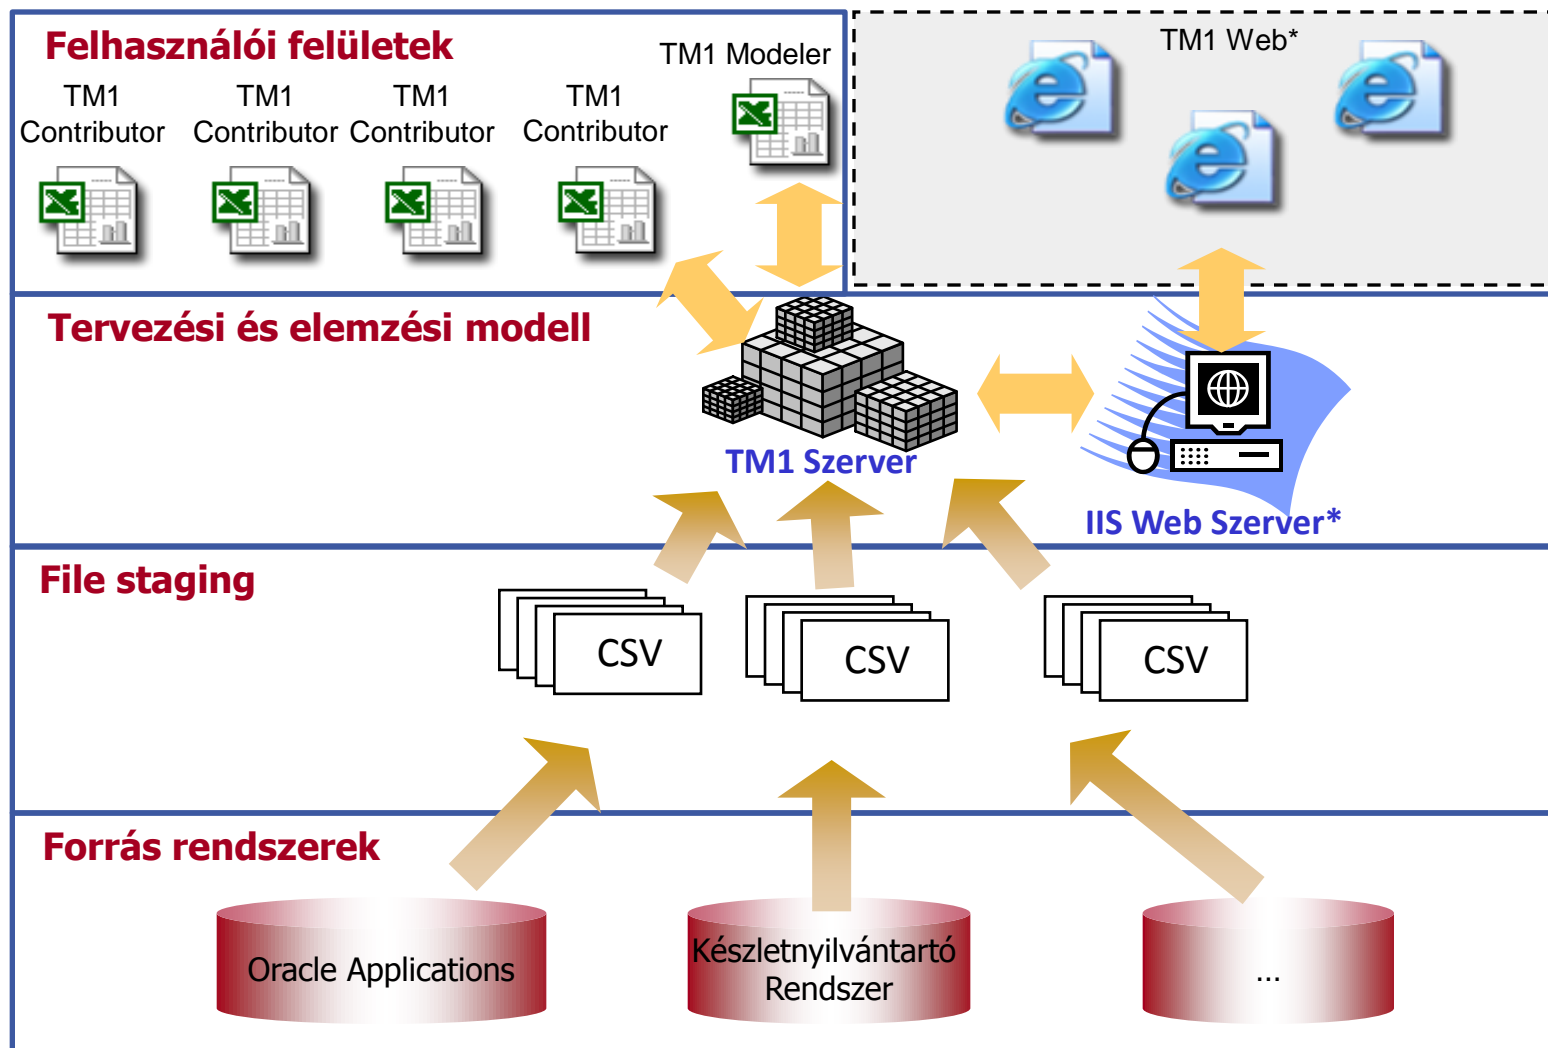 Felhasználói felületek
TM1 Modeler
TM1 Web*
TM1
Contributor
TM1
Contributor
TM1
Contributor
TM1
Contributor
Tervezési és elemzési modell
TM1 Szerver
IIS Web Szerver*
File staging
CSV
CSV
CSV
Forrás rendszerek
Oracle Applications
Készletnyilvántartó
Rendszer
...